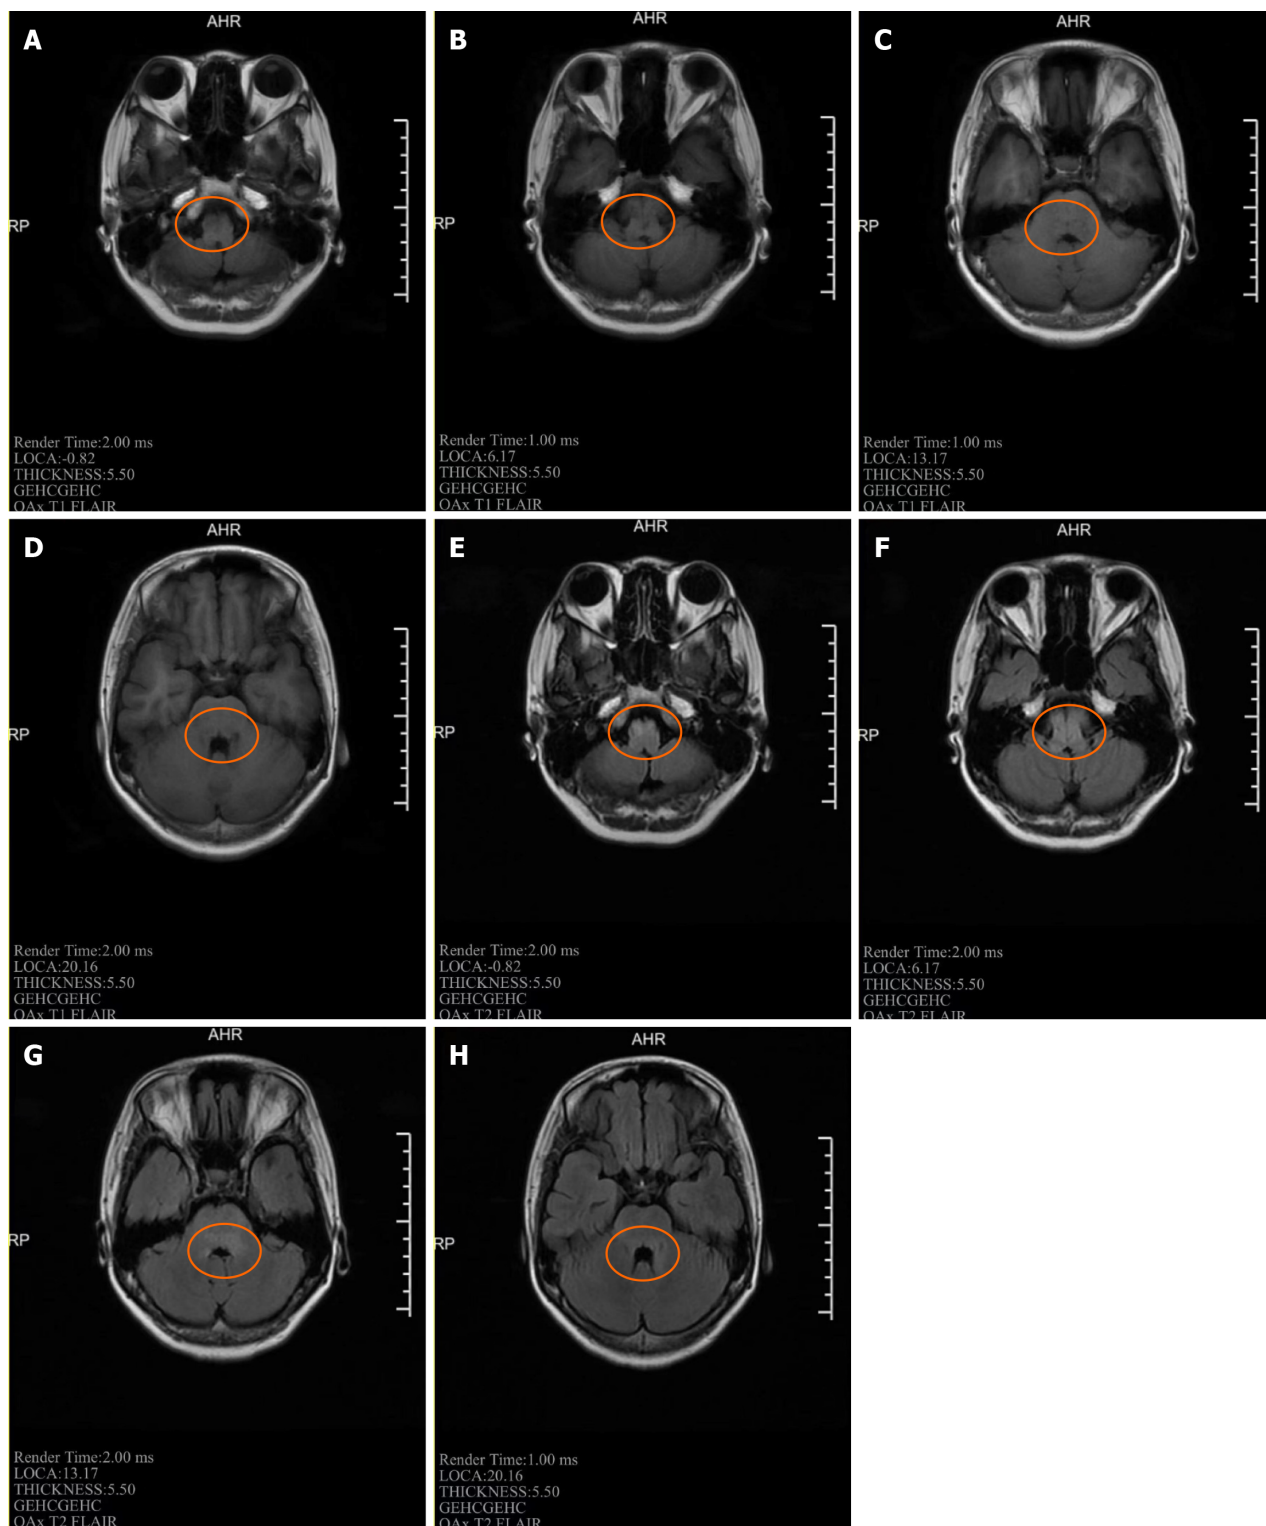 A
AHR
RP
Render Time:2.00 ms
LOCA:-0.82
THICKNESS:5.50
GEHCGEHC
OAx T1 FLAIR
B
AHR
RP
Render Time:1.00 ms
LOCA:6.17
THICKNESS:5.50
GEHCGEHC
OAx T1 FLAIR
C
AHR
RP
Render Time:1.00 ms
LOCA:13.17
THICKNESS:5.50
GEHCGEHC
OAx T1 FLAIR
D
AHR
RP
Render Time:2.00 ms
LOCA:20.16
THICKNESS:5.50
GEHCGEHC
OAx T1 FLAIR
E
AHR
RP
Render Time:2.00 ms
LOCA:-0.82
THICKNESS:5.50
GEHCGEHC
OAx T2 FLAIR
F
AHR
RP
Render Time:2.00 ms
LOCA:6.17
THICKNESS:5.50
GEHCGEHC
OAx T2 FLAIR
G
AHR
RP
Render Time:2.00 ms
LOCA:13.17
THICKNESS:5.50
GEHCGEHC
OAx T2 FLAIR
H
AHR
RP
Render Time:1.00 ms
LOCA:20.16
THICKNESS:5.50
GEHCGEHC
OAx T2 FLAIR